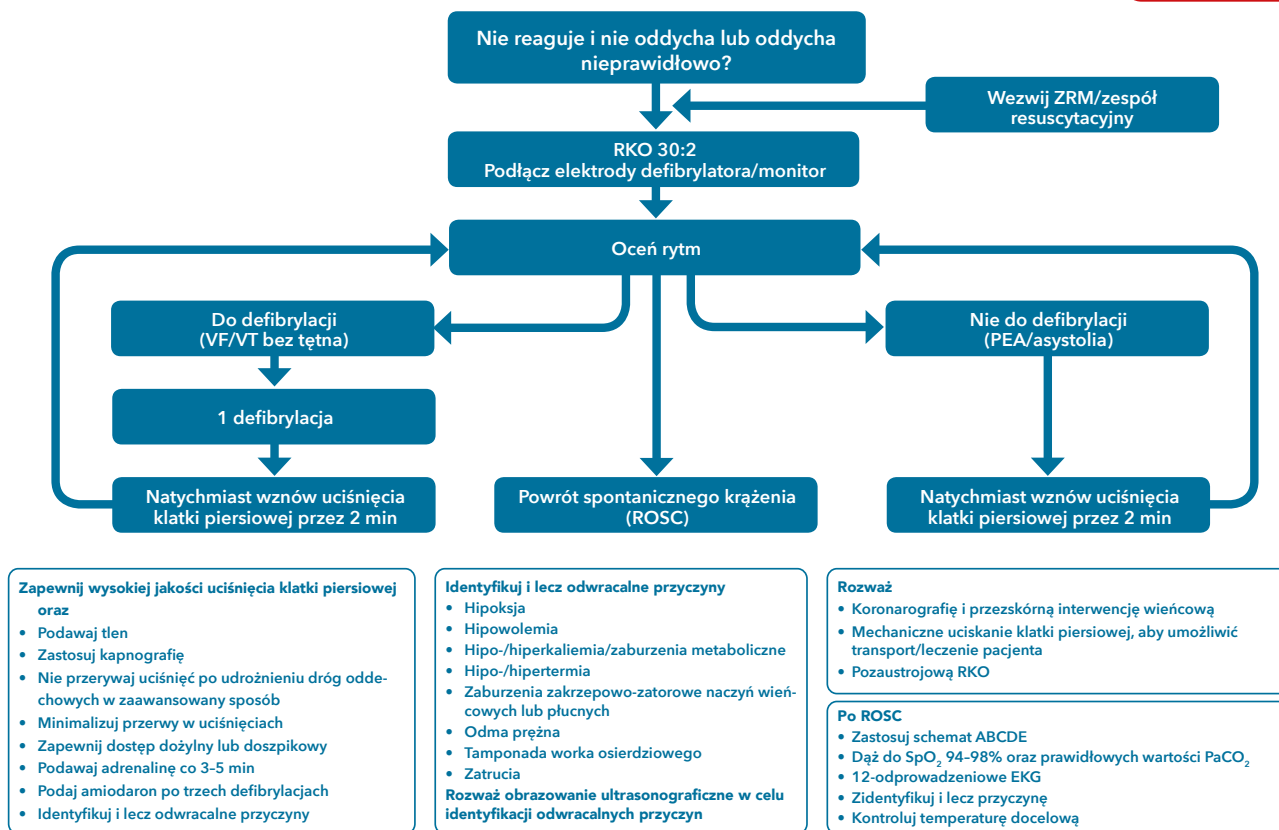 Nie reaguje i nie oddycha lub oddycha
nieprawidłowo?
Wezwij ZRM/zespół
resuscytacyjny
RKO 30:2
Podłącz elektrody defibrylatora/monitor
Oceń rytm
Do defibrylacji
(VF/VT bez tętna)
Nie do defibrylacji
(PEA/asystolia)
1 defibrylacja
Natychmiast wznów uciśnięcia
klatki piersiowej przez 2 min
Powrót spontanicznego krążenia
(ROSC)
Natychmiast wznów uciśnięcia
klatki piersiowej przez 2 min
Zapewnij wysokiej jakości uciśnięcia klatki piersiowej
oraz
• Podawaj tlen
• Zastosuj kapnografię
• Nie przerywaj uciśnięć po udrożnieniu dróg odde-
chowych w zaawansowany sposób
• Minimalizuj przerwy w uciśnięciach
• Zapewnij dostęp dożylny lub doszpikowy
• Podawaj adrenalinę co 3–5 min
• Podaj amiodaron po trzech defibrylacjach
• Identyfikuj i lecz odwracalne przyczyny
Identyfikuj i lecz odwracalne przyczyny
• Hipoksja
• Hipowolemia
• Hipo-/hiperkaliemia/zaburzenia metaboliczne
• Hipo-/hipertermia
• Zaburzenia zakrzepowo-zatorowe naczyń wień-
cowych lub płucnych
• Odma prężna
• Tamponada worka osierdziowego
• Zatrucia
Rozważ obrazowanie ultrasonograficzne w celu
identyfikacji odwracalnych przyczyn
Rozważ
• Koronarografię i przezskórną interwencję wieńcową
• Mechaniczne uciskanie klatki piersiowej, aby umożliwić
transport/leczenie pacjenta
• Pozaustrojową RKO
Po ROSC
• Zastosuj schemat ABCDE
• Dąż do SpO₂ 94–98% oraz prawidłowych wartości PaCO₂
• 12-odprowadzeniowe EKG
• Zidentyfikuj i lecz przyczynę
• Kontroluj temperaturę docelową